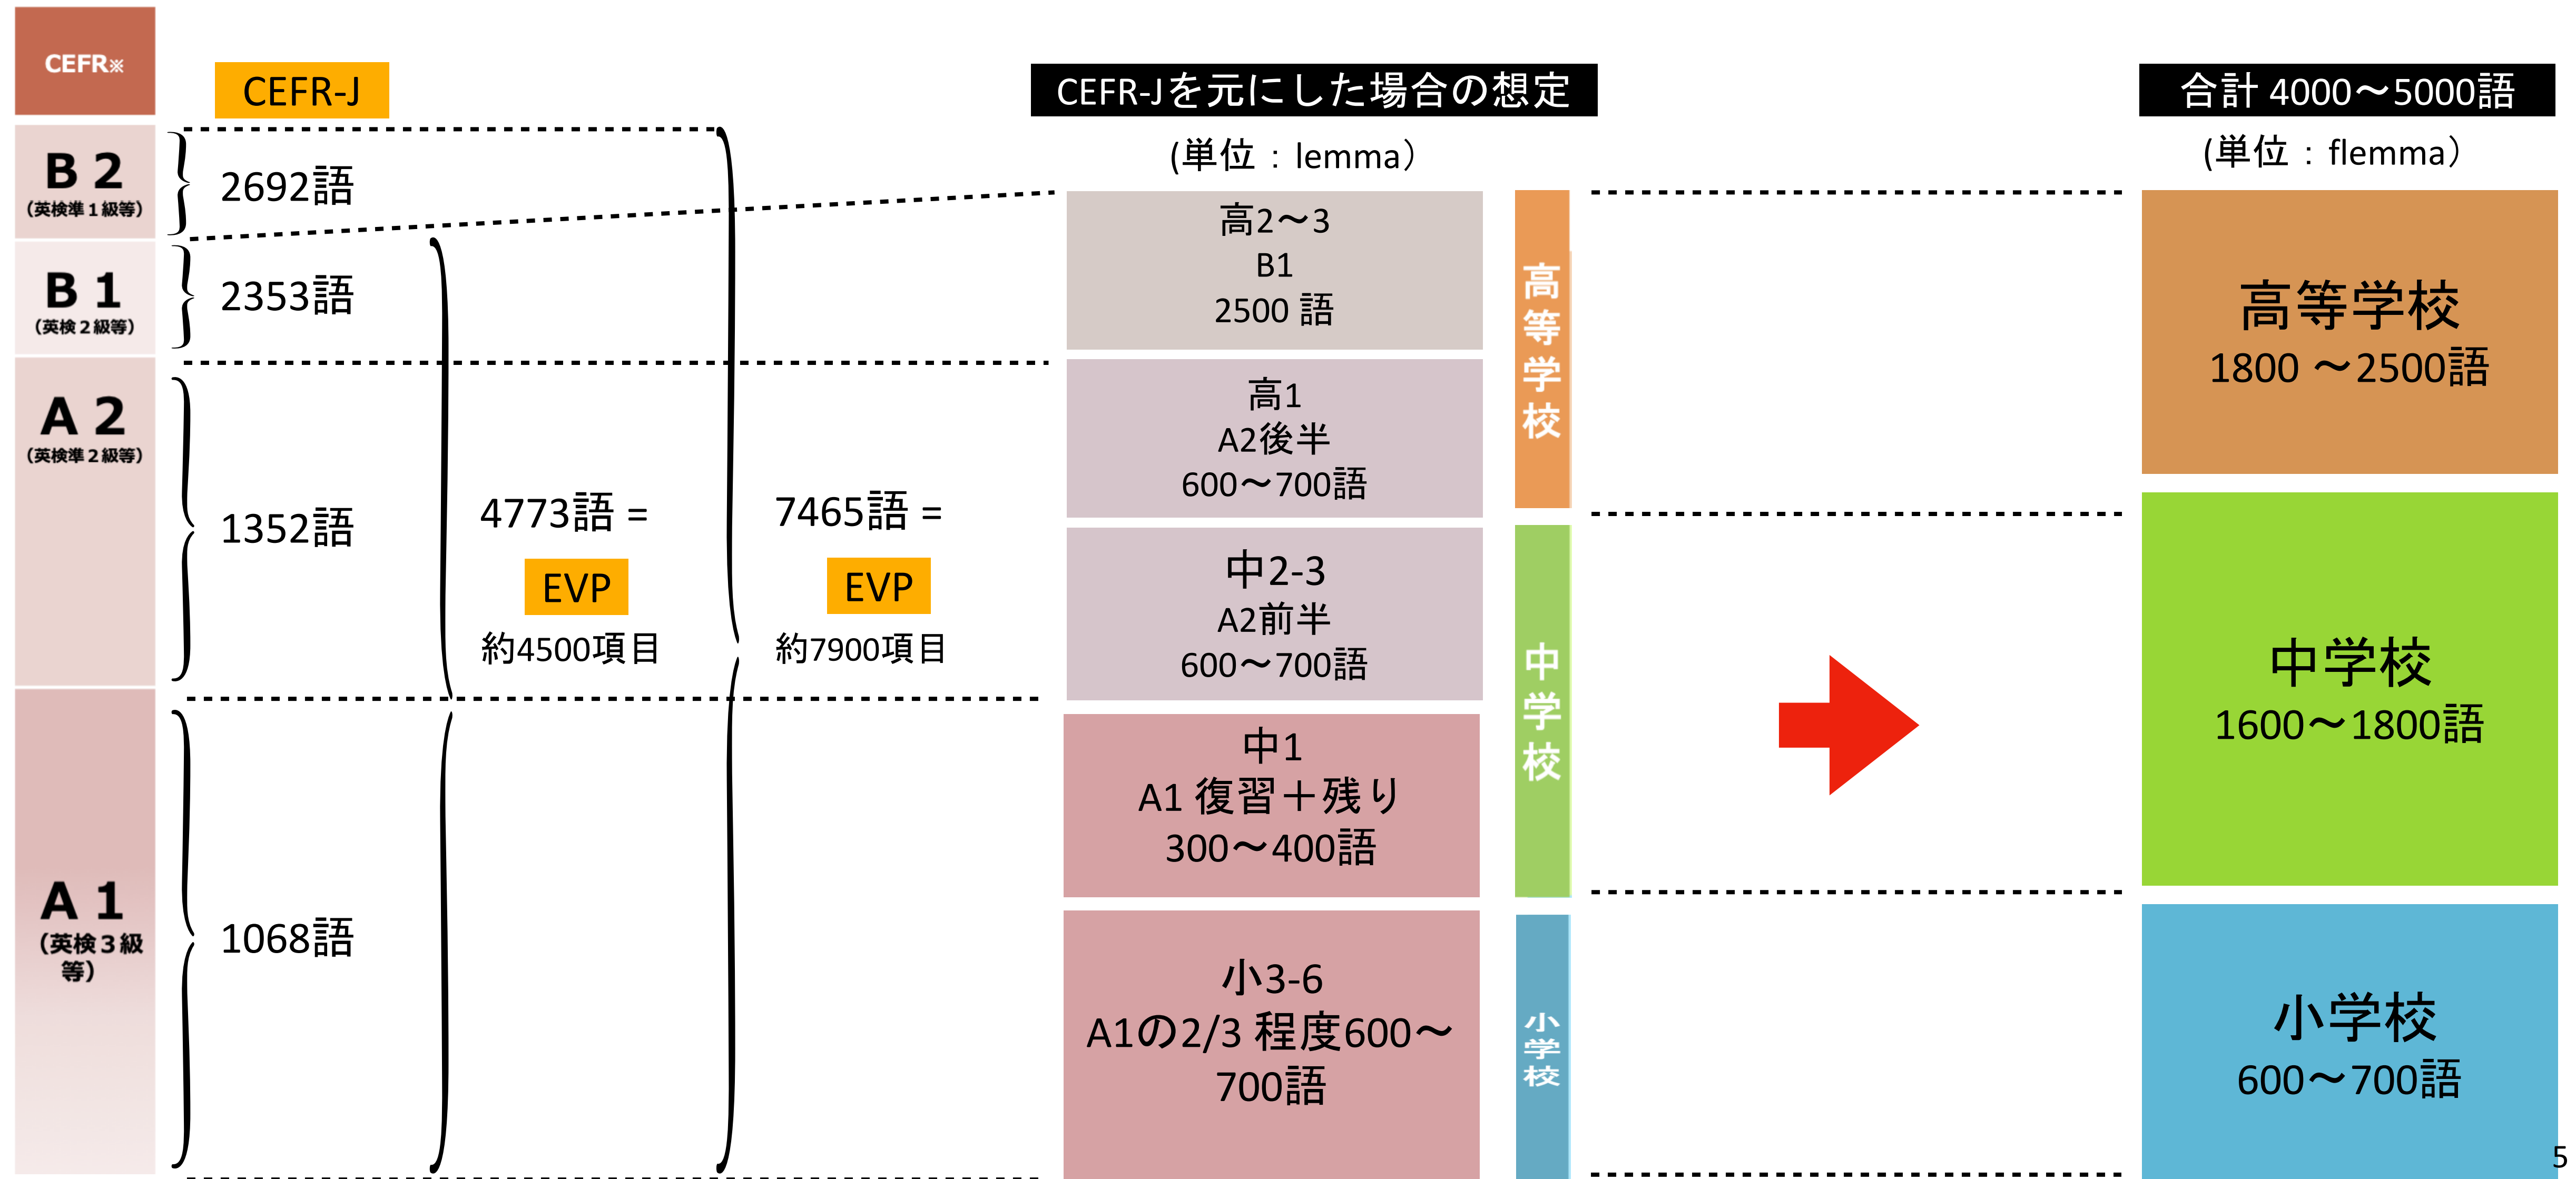 CEFR※
B 2
（英検準１級等）
B 1
（英検２級等）
A 2
（英検準２級等）
A 1
（英検３級
等）
CEFR-J
2692語
2353語
1352語
1068語
4773語 =
EVP
約4500項目
7465語 =
EVP
約7900項目
CEFR-Jを元にした場合の想定
(単位：lemma）
高2～3
B1
2500 語
高1
A2後半
600～700語
中2-3
A2前半
600～700語
中1
A1 復習＋残り
300～400語
小3-6
A1の2/3 程度600～
700語
高等学校
中学校
小学校
合計 4000～5000語
(単位：flemma）
高等学校
1800 ～2500語
中学校
1600～1800語
小学校
600～700語
5